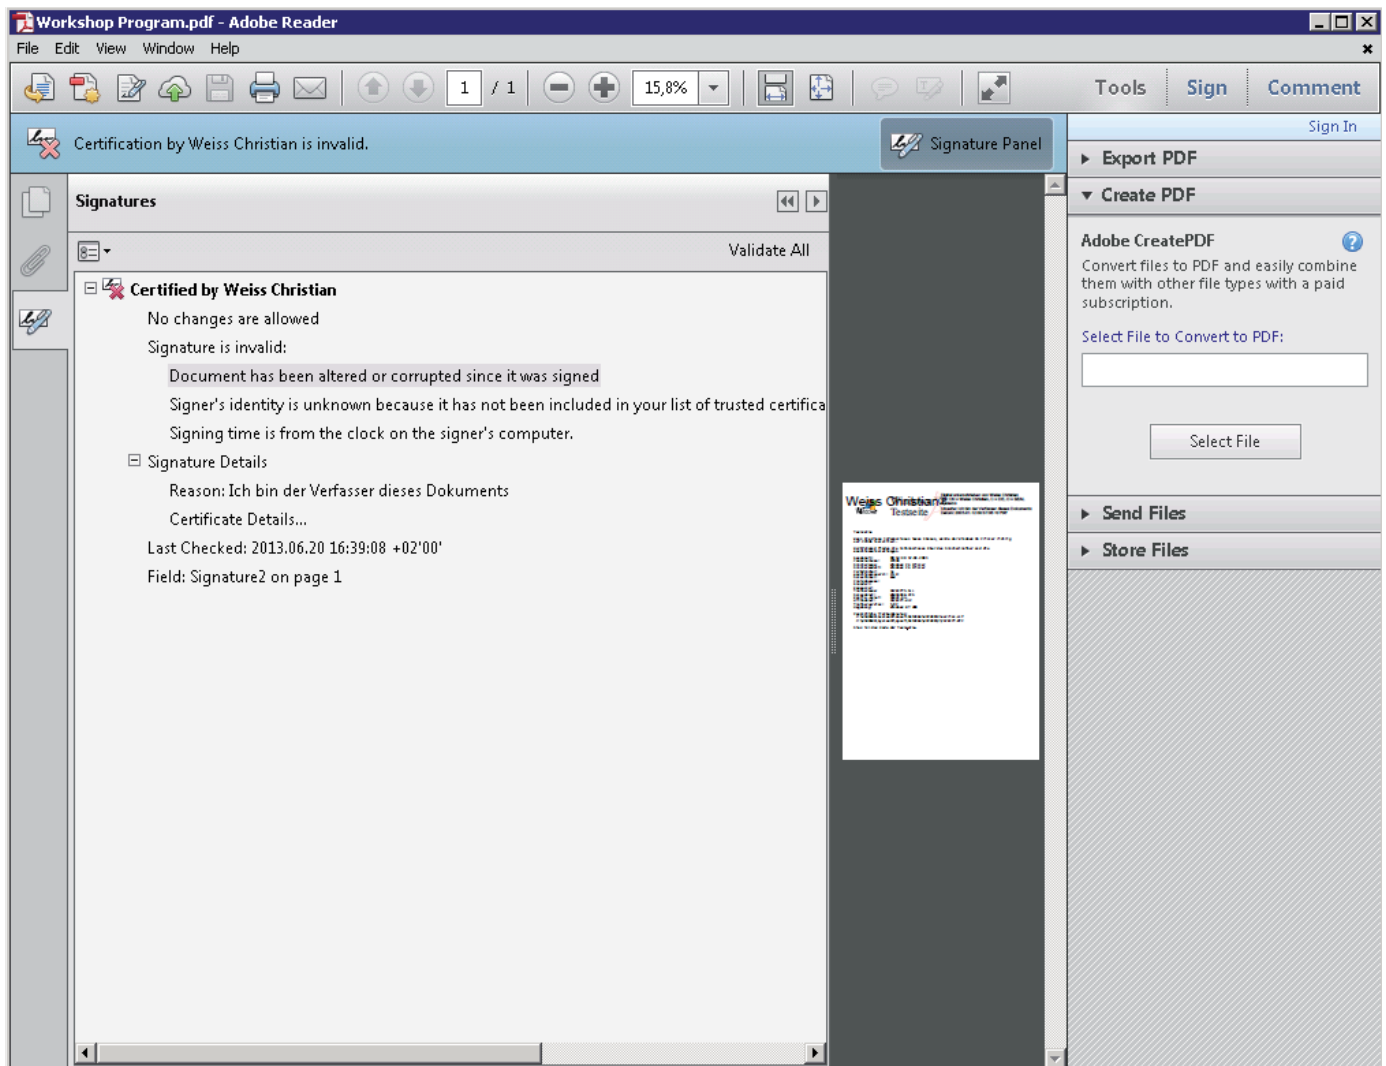 Workshop Program.pdf - Adobe Reader
File Edit View Window Help
1 / 1 15,8% Tools Sign Comment
Certification by Weiss Christian is invalid. Signature Panel
Sign In
Export PDF
Create PDF
Adobe CreatePDF
Convert files to PDF and easily combine
them with other file types with a paid
subscription.
Select File to Convert to PDF:
Select File
Send Files
Store Files
Signatures
Validate All
Certified by Weiss Christian
No changes are allowed
Signature is invalid:
Document has been altered or corrupted since it was signed
Signer's identity is unknown because it has not been included in your list of trusted certifica
Signing time is from the clock on the signer's computer.
Signature Details
Reason: Ich bin der Verfasser dieses Dokuments
Certificate Details...
Last Checked: 2013.06.20 16:39:08 +02'00'
Field: Signature2 on page 1
Weiss Christian
Testseite